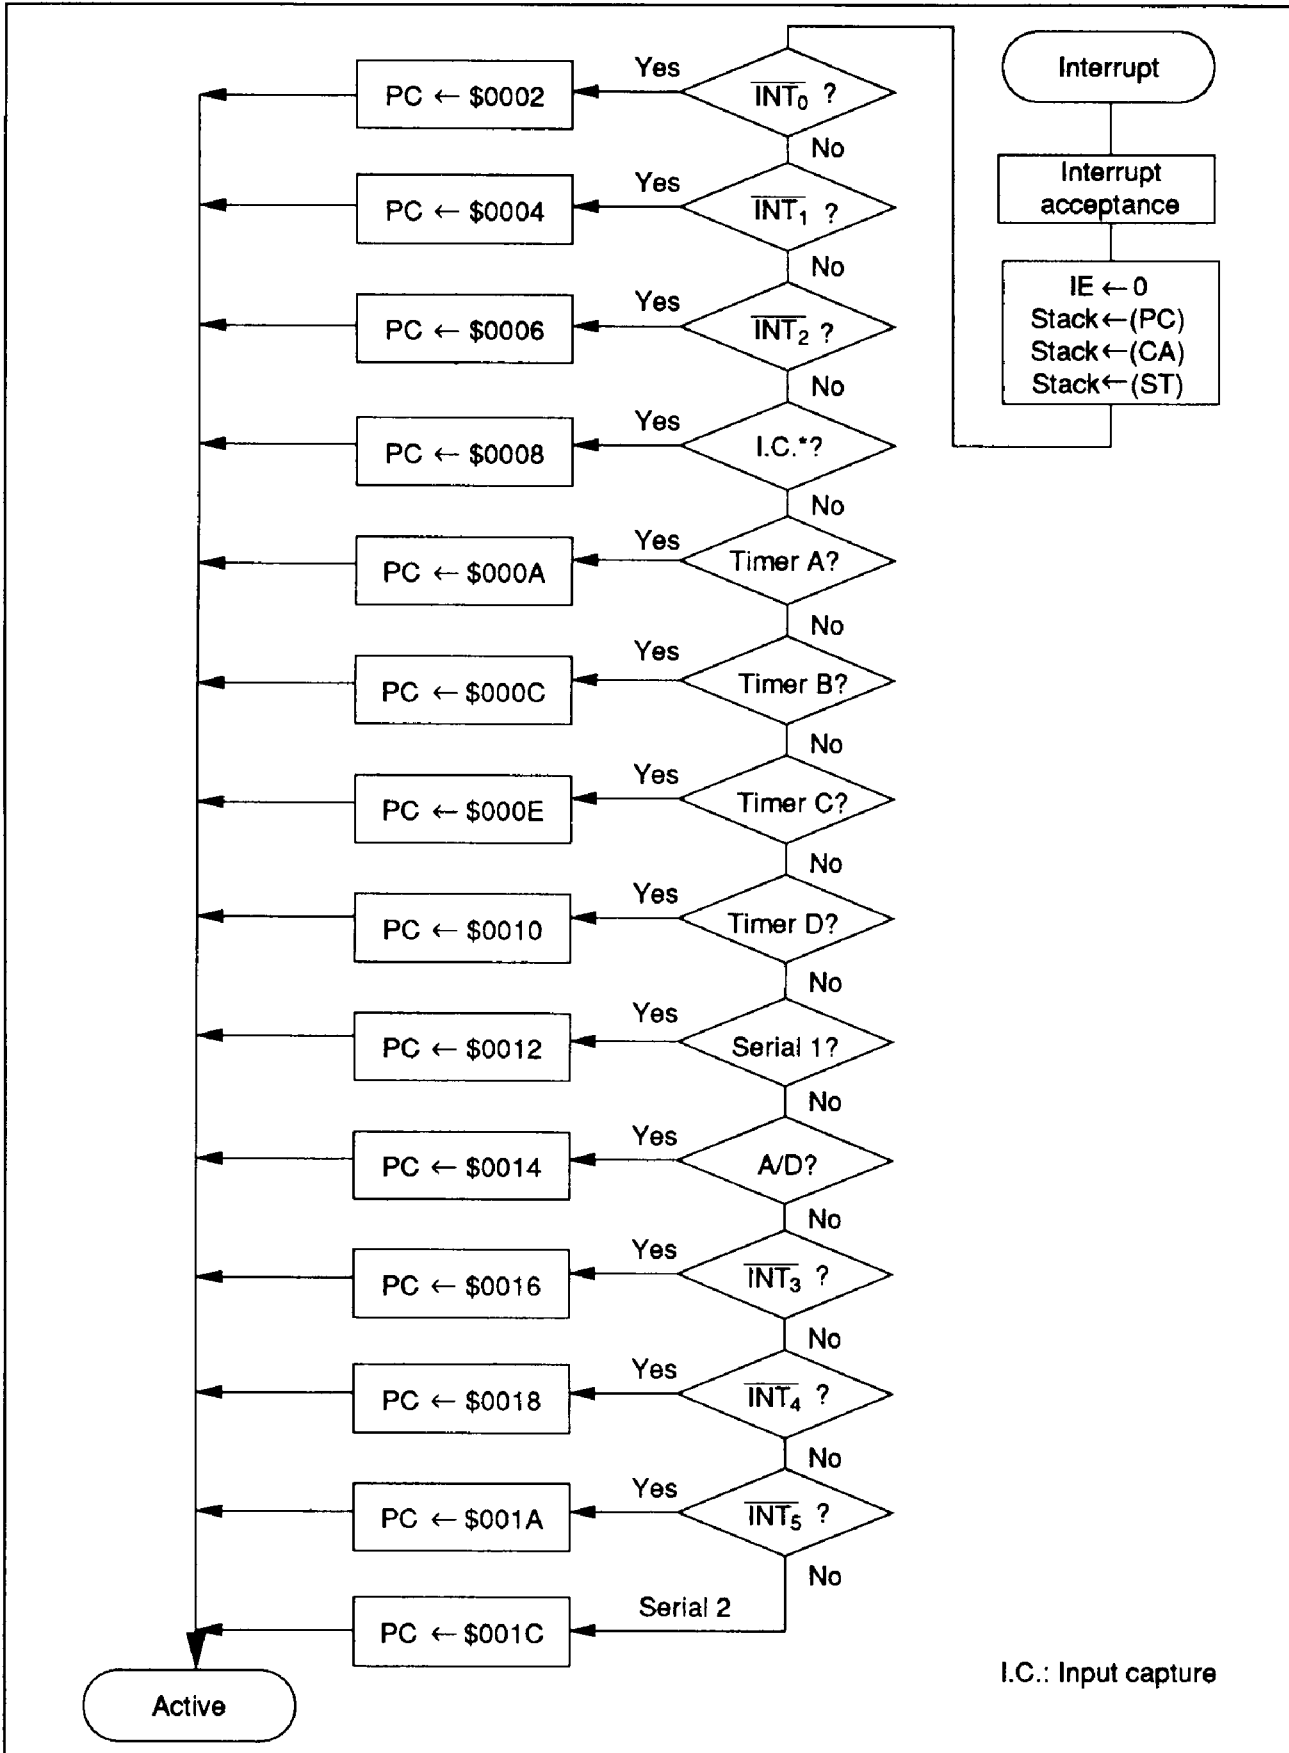 Interrupt
Interrupt
acceptance
IE ← 0
Stack←(PC)
Stack←(CA)
Stack←(ST)
INT0 ?
Yes
PC ← $0002
No
INT1 ?
Yes
PC ← $0004
No
INT2 ?
Yes
PC ← $0006
No
I.C.*?
Yes
PC ← $0008
No
Timer A?
Yes
PC ← $000A
No
Timer B?
Yes
PC ← $000C
No
Timer C?
Yes
PC ← $000E
No
Timer D?
Yes
PC ← $0010
No
Serial 1?
Yes
PC ← $0012
No
A/D?
Yes
PC ← $0014
No
INT3 ?
Yes
PC ← $0016
No
INT4 ?
Yes
PC ← $0018
No
INT5 ?
Yes
PC ← $001A
No
Serial 2
PC ← $001C
Active
I.C.: Input capture